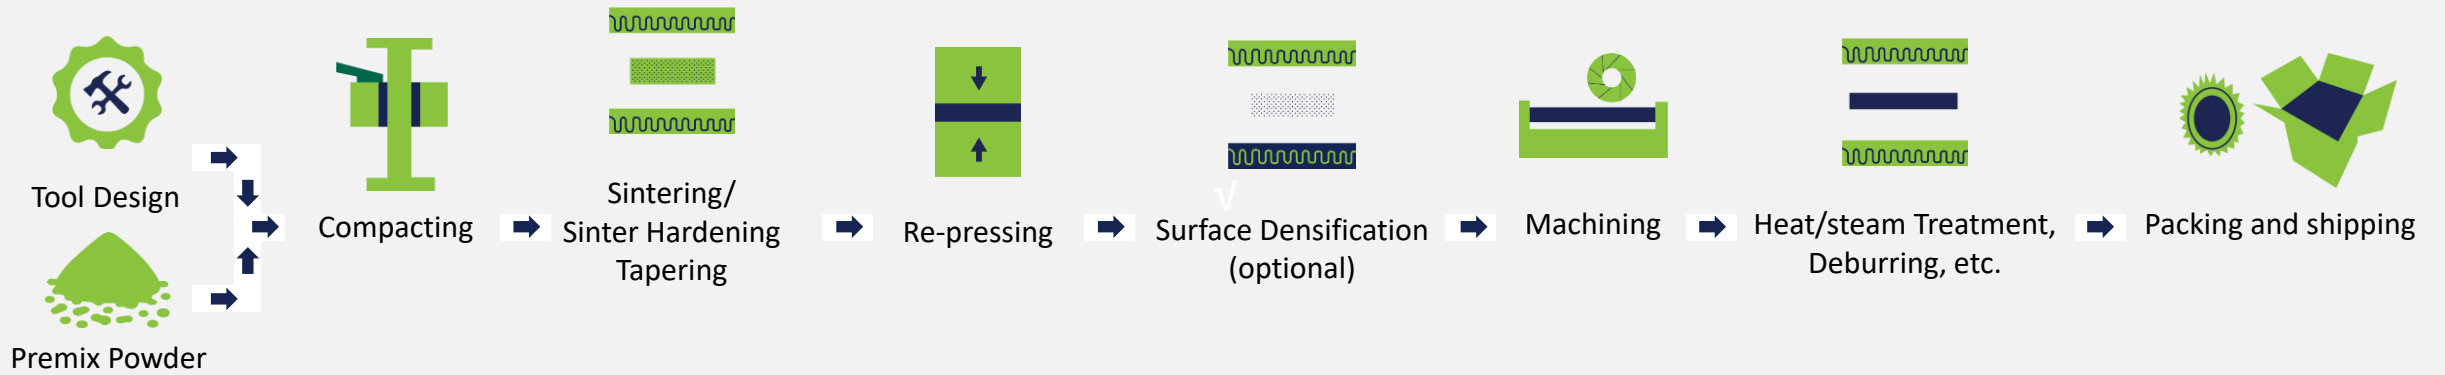 Tool Design
Premix Powder
Compacting
Sintering/
Sinter Hardening
Tapering
Re-pressing
√
Surface Densification
(optional)
Machining
Heat/steam Treatment,
Deburring, etc.
Packing and shipping